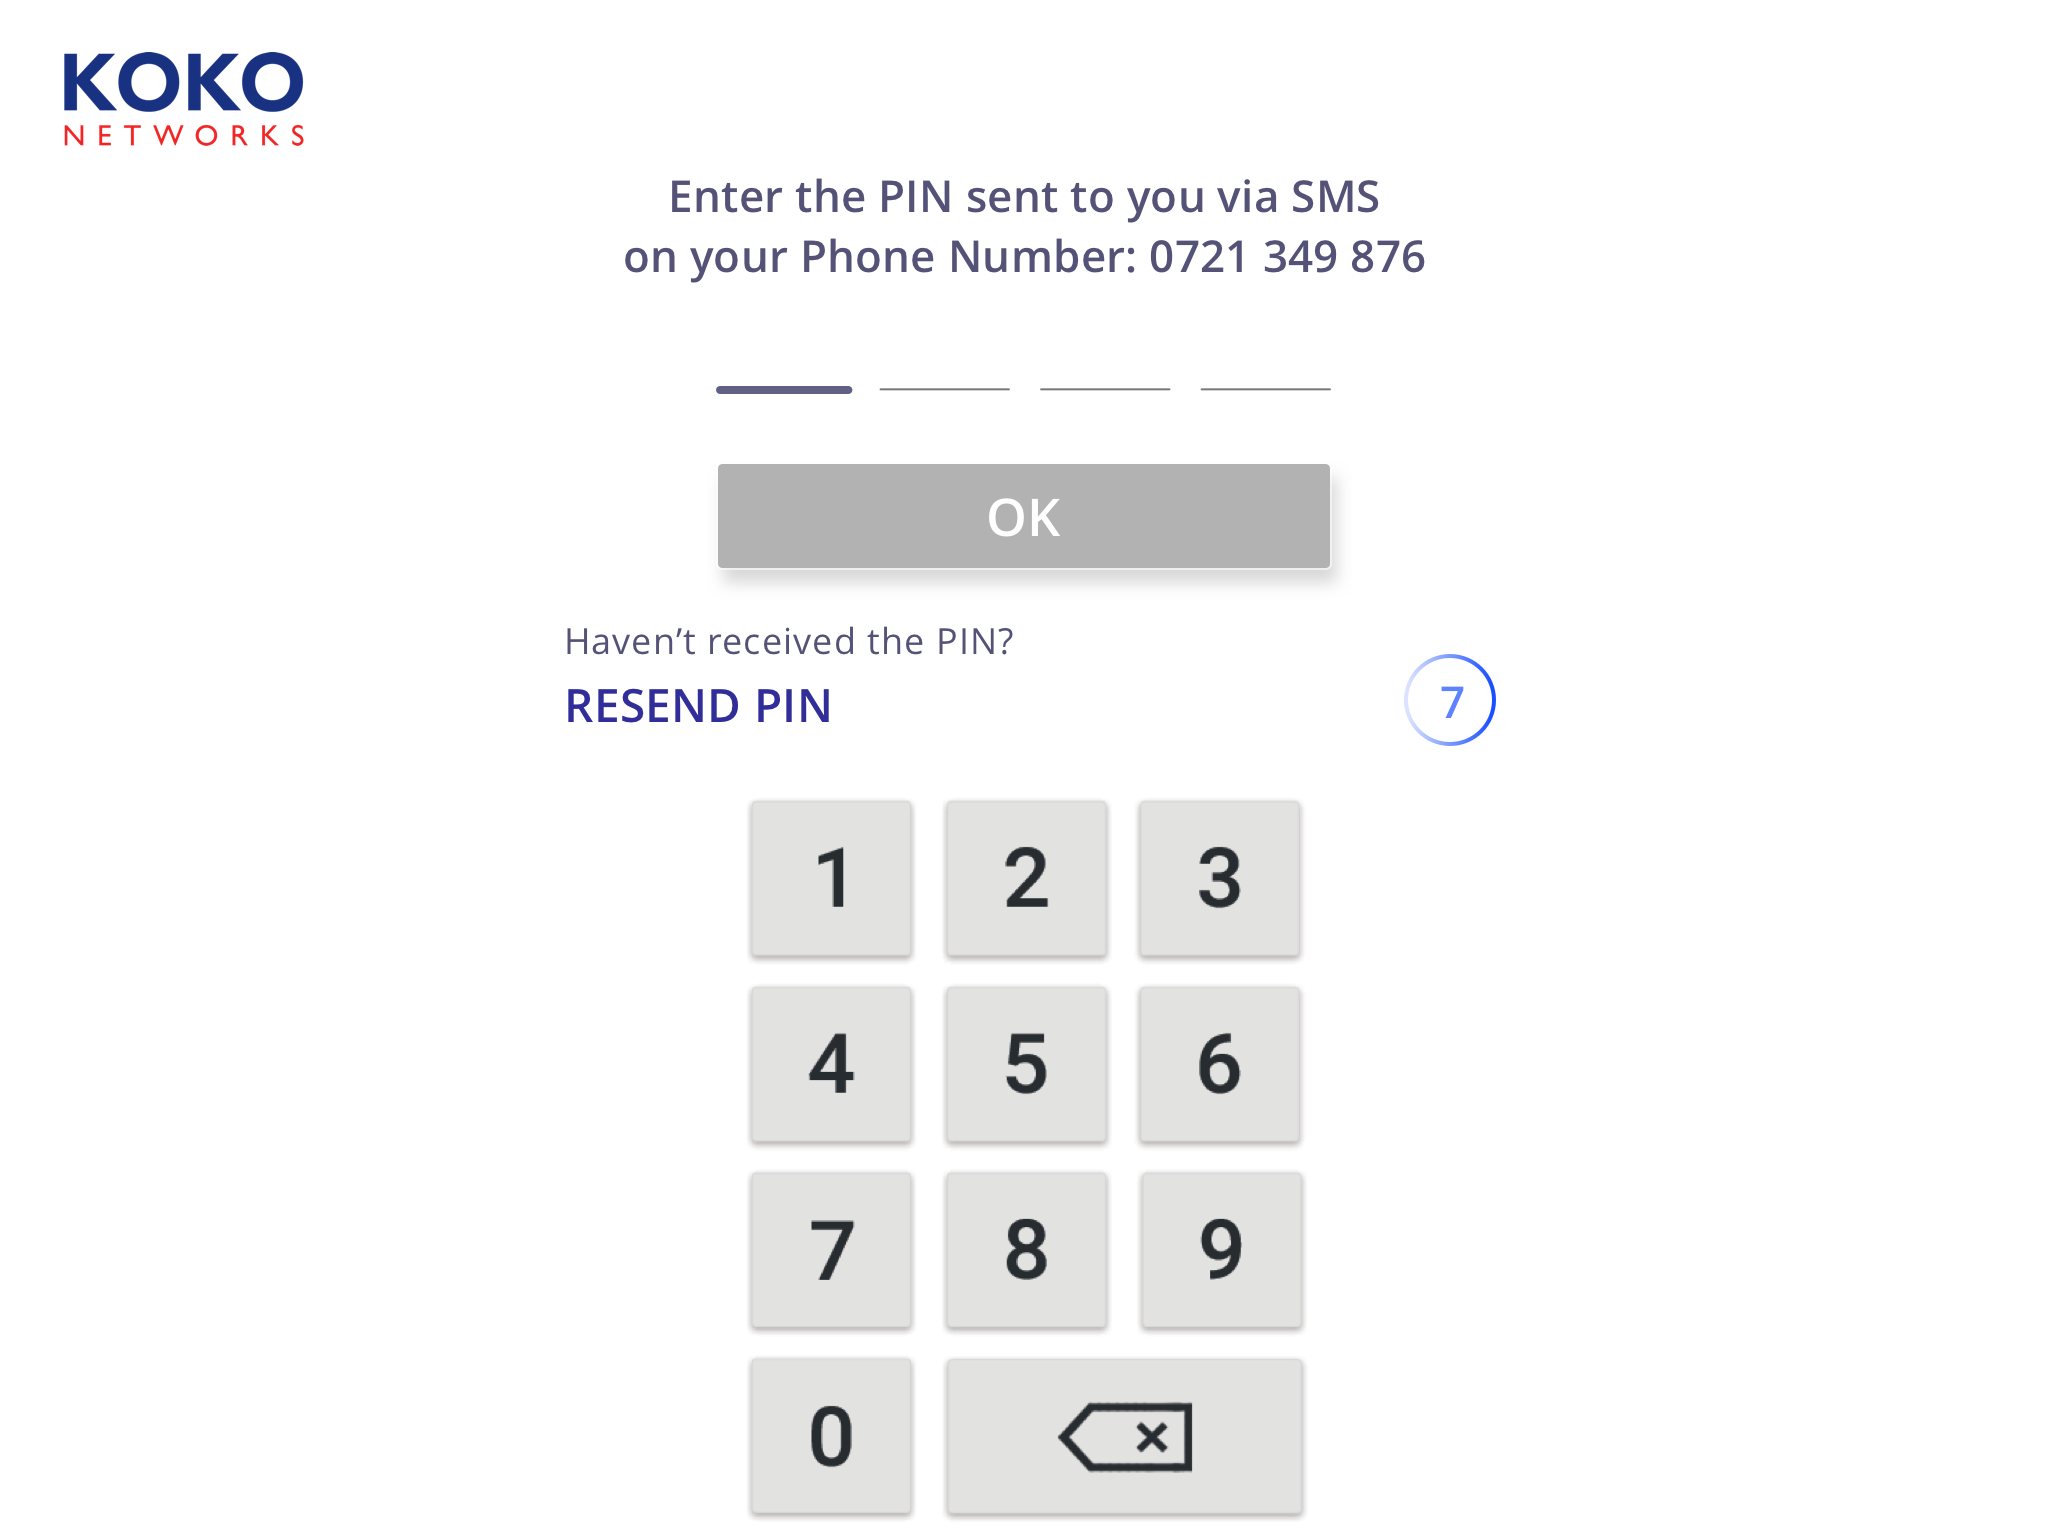 KOKO
NETWORKS
Enter the PIN sent to you via SMS
on your Phone Number: 0721 349 876
OK
Haven’t received the PIN?
RESEND PIN
7
1 2 3
4 5 6
7 8 9
0